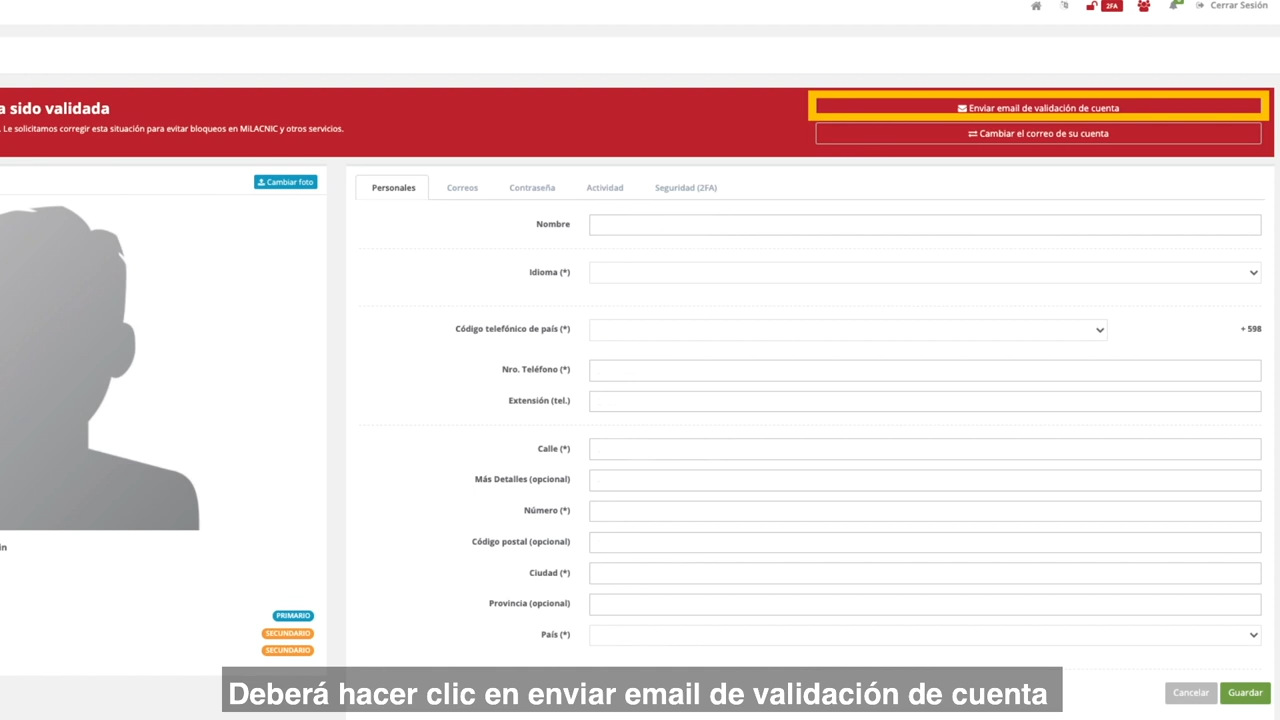 2FA
Cerrar Sesión
a sido validada
. Le solicitamos corregir esta situación para evitar bloqueos en MiLACNIC y otros servicios.
Enviar email de validación de cuenta
Cambiar el correo de su cuenta
Cambiar foto
Personales Correos Contraseña Actividad Seguridad (2FA)
Nombre
Idioma (*)
Código telefónico de país (*)
+ 598
Nro. Teléfono (*)
Extensión (tel.)
Calle (*)
Más Detalles (opcional)
Número (*)
Código postal (opcional)
Ciudad (*)
Provincia (opcional)
País (*)
in
PRIMARIO
SECUNDARIO
SECUNDARIO
Cancelar Guardar
Deberá hacer clic en enviar email de validación de cuenta